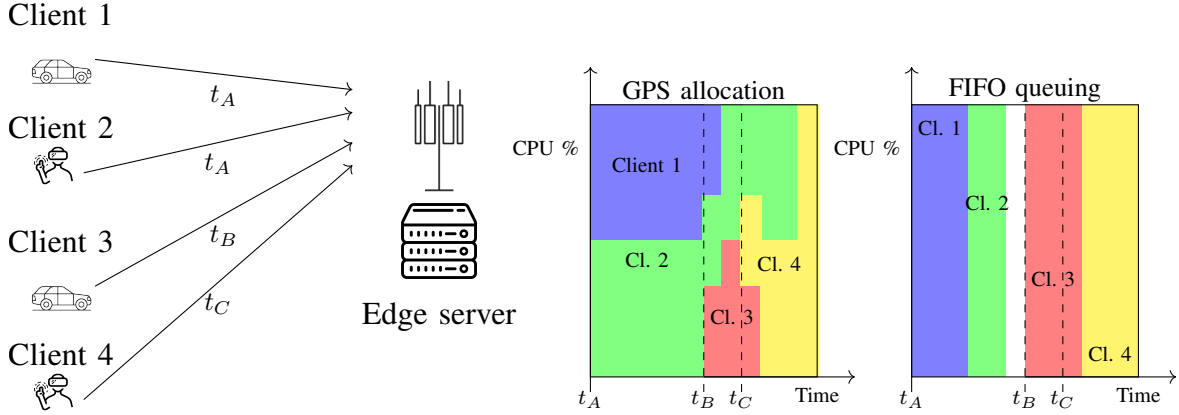 Client 1
t_A
Client 2
t_A
Client 3
t_B
Client 4
t_C
Edge server
GPS allocation
CPU %
Client 1
Cl. 2
Cl. 4
Cl. 3
t_A
t_B
t_C
Time
FIFO queuing
CPU %
Cl. 1
Cl. 2
Cl. 3
Cl. 4
t_A
t_B
t_C
Time